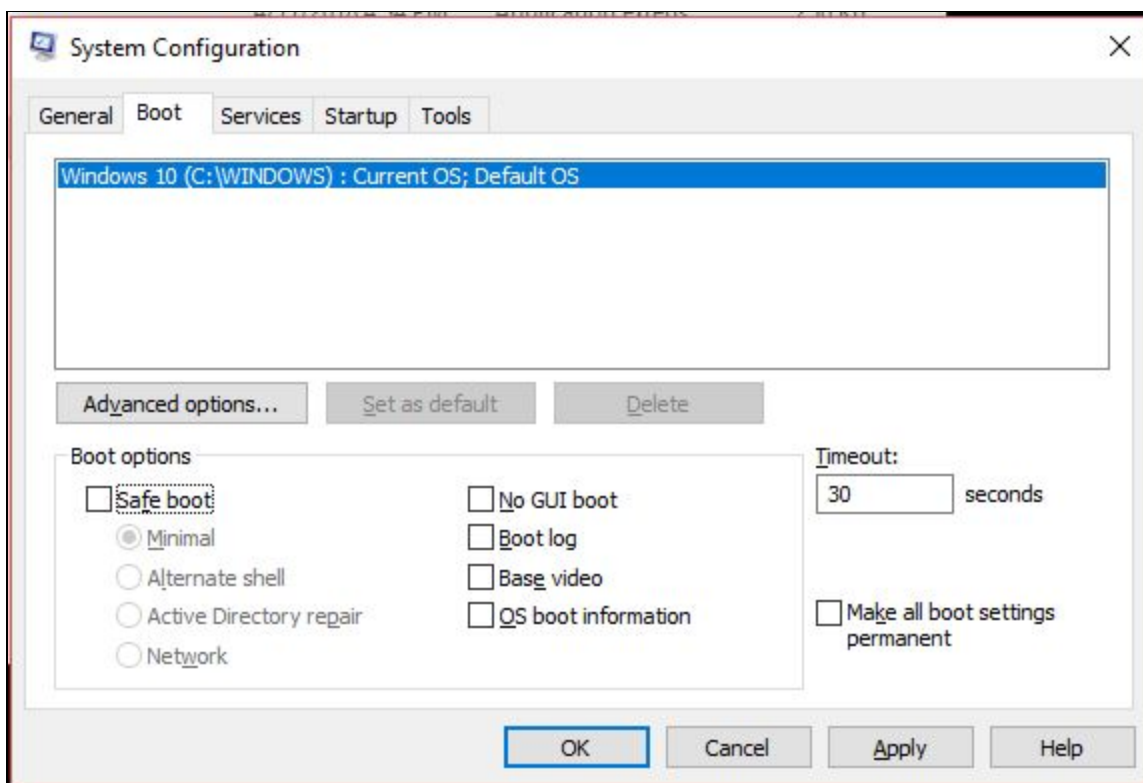 System Configuration
General Boot Services Startup Tools
Windows 10 (C:\WINDOWS) : Current OS; Default OS
Advanced options... Set as default Delete
Boot options
Timeout:
Safe boot No GUI boot 30 seconds
Minimal Boot log
Alternate shell Base video
Active Directory repair OS boot information Make all boot settings
permanent
Network
OK Cancel Apply Help